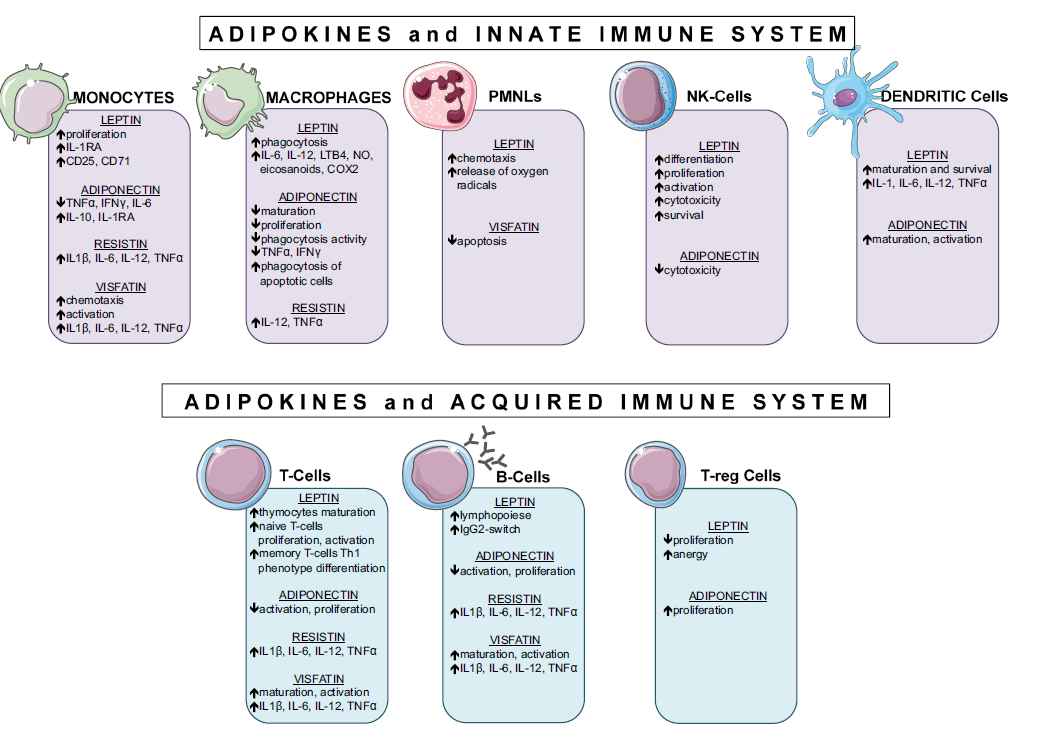 ADIPOKINES and INNATE IMMUNE SYSTEM
MONOCYTES
LEPTIN
↑proliferation
↑IL-1RA
↑CD25, CD71
ADIPONECTIN
↓TNFα, IFNγ, IL-6
↑IL-10, IL-1RA
RESISTIN
↑IL1β, IL-6, IL-12, TNFα
VISFATIN
↑chemotaxis
↑activation
↑IL1β, IL-6, IL-12, TNFα
MACROPHAGES
LEPTIN
↑phagocytosis
↑IL-6, IL-12, LTB4, NO,
eicosanoids, COX2
ADIPONECTIN
↓maturation
↓proliferation
↓phagocytosis activity
↓TNFα, IFNγ
↑phagocytosis of
apoptotic cells
RESISTIN
↑IL-12, TNFα
PMNLs
LEPTIN
↑chemotaxis
↑release of oxygen
radicals
VISFATIN
↓apoptosis
NK-Cells
LEPTIN
↑differentiation
↑proliferation
↑activation
↑cytotoxicity
↑survival
ADIPONECTIN
↓cytotoxicity
DENDRITIC Cells
LEPTIN
↑maturation and survival
↑IL-1, IL-6, IL-12, TNFα
ADIPONECTIN
↑maturation, activation
ADIPOKINES and ACQUIRED IMMUNE SYSTEM
T-Cells
LEPTIN
↑thymocytes maturation
↑naive T-cells
proliferation, activation
↑memory T-cells Th1
phenotype differentiation
ADIPONECTIN
↓activation, proliferation
RESISTIN
↑IL1β, IL-6, IL-12, TNFα
VISFATIN
↑maturation, activation
↑IL1β, IL-6, IL-12, TNFα
B-Cells
LEPTIN
↑lymphopoiese
↑IgG2-switch
ADIPONECTIN
↓activation, proliferation
RESISTIN
↑IL1β, IL-6, IL-12, TNFα
VISFATIN
↑maturation, activation
↑IL1β, IL-6, IL-12, TNFα
T-reg Cells
LEPTIN
↓proliferation
↑anergy
ADIPONECTIN
↑proliferation